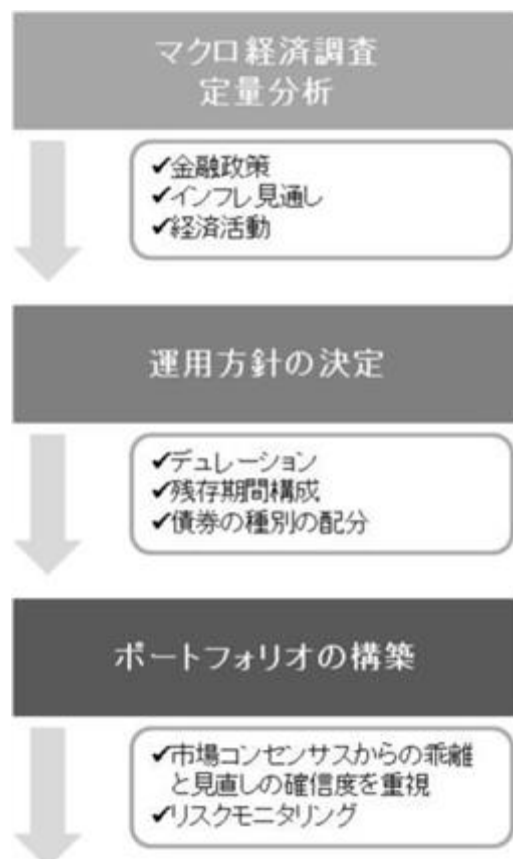 マクロ経済調査
定量分析
✔金融政策
✔インフレ見通し
✔経済活動
運用方針の決定
✔デュレーション
✔残存期間構成
✔債券の種別の配分
ポートフォリオの構築
✔市場コンセンサスからの乖離
と見直しの確信度を重視
✔リスクモニタリング